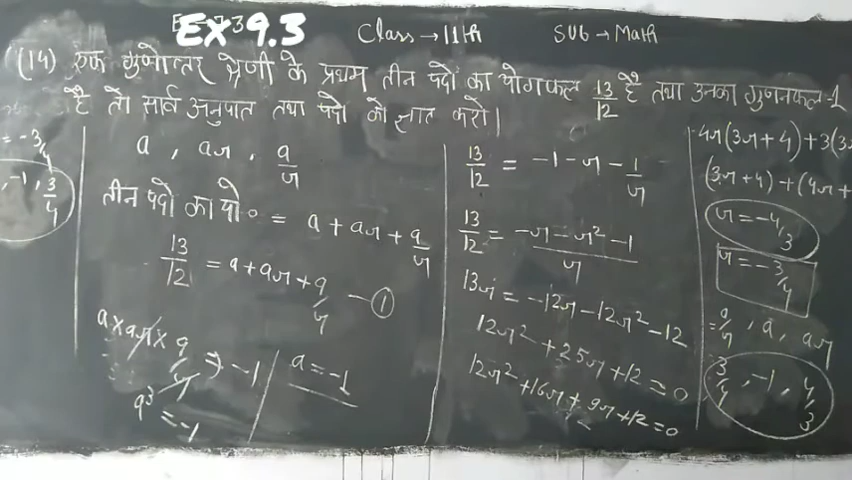 EX 9.3
Class → 11th
SUB → Math
(14) एक गुणोत्तर श्रेणी के प्रथम तीन पदों का योगफल 13/12 है तथा उनका गुणनफल -1
है तो सार्व अनुपात तथा पदों को ज्ञात करो।
= -3/4
, -1, 3/4
a , ar , a/r
तीन पदों का यो० = a + ar + a/r
13/12 = a + ar + a/r — ①
a × ar × a/r ⇒ -1
a³ = -1
a = -1
13/12 = -1 - r - 1/r
13/12 = (-r - r² - 1)/r
13r = -12r - 12r² - 12
12r² + 25r + 12 = 0
12r² + 16r + 9r + 12 = 0
4r(3r + 4) + 3(3r
(3r + 4) + (4r +
r = -4/3
r = -3/4
= a/r , a, ar
3/4 , -1, 4/3